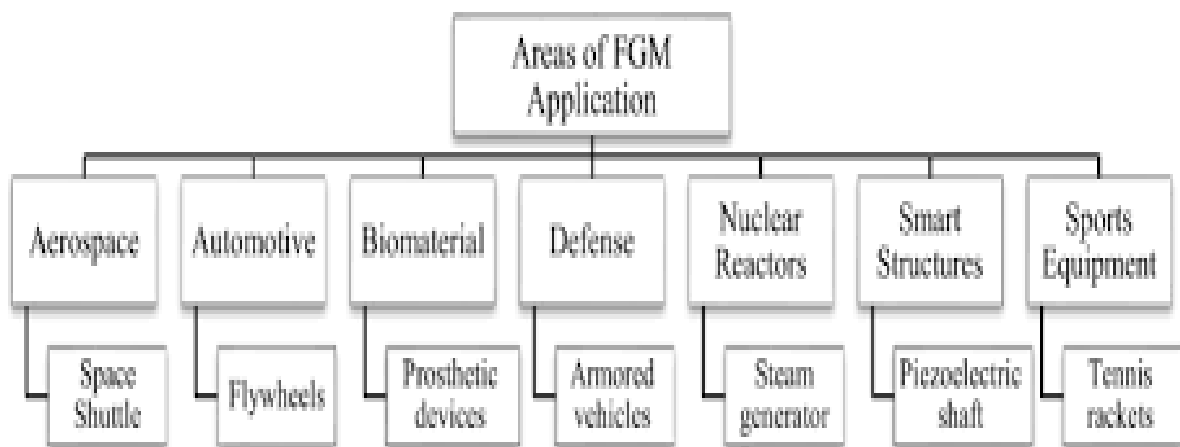 Areas of FGM
Application
Aerospace
Automotive
Biomaterial
Defense
Nuclear
Reactors
Smart
Structures
Sports
Equipment
Space
Shuttle
Flywheels
Prosthetic
devices
Armored
vehicles
Steam
generator
Piezoelectric
shaft
Tennis
rackets